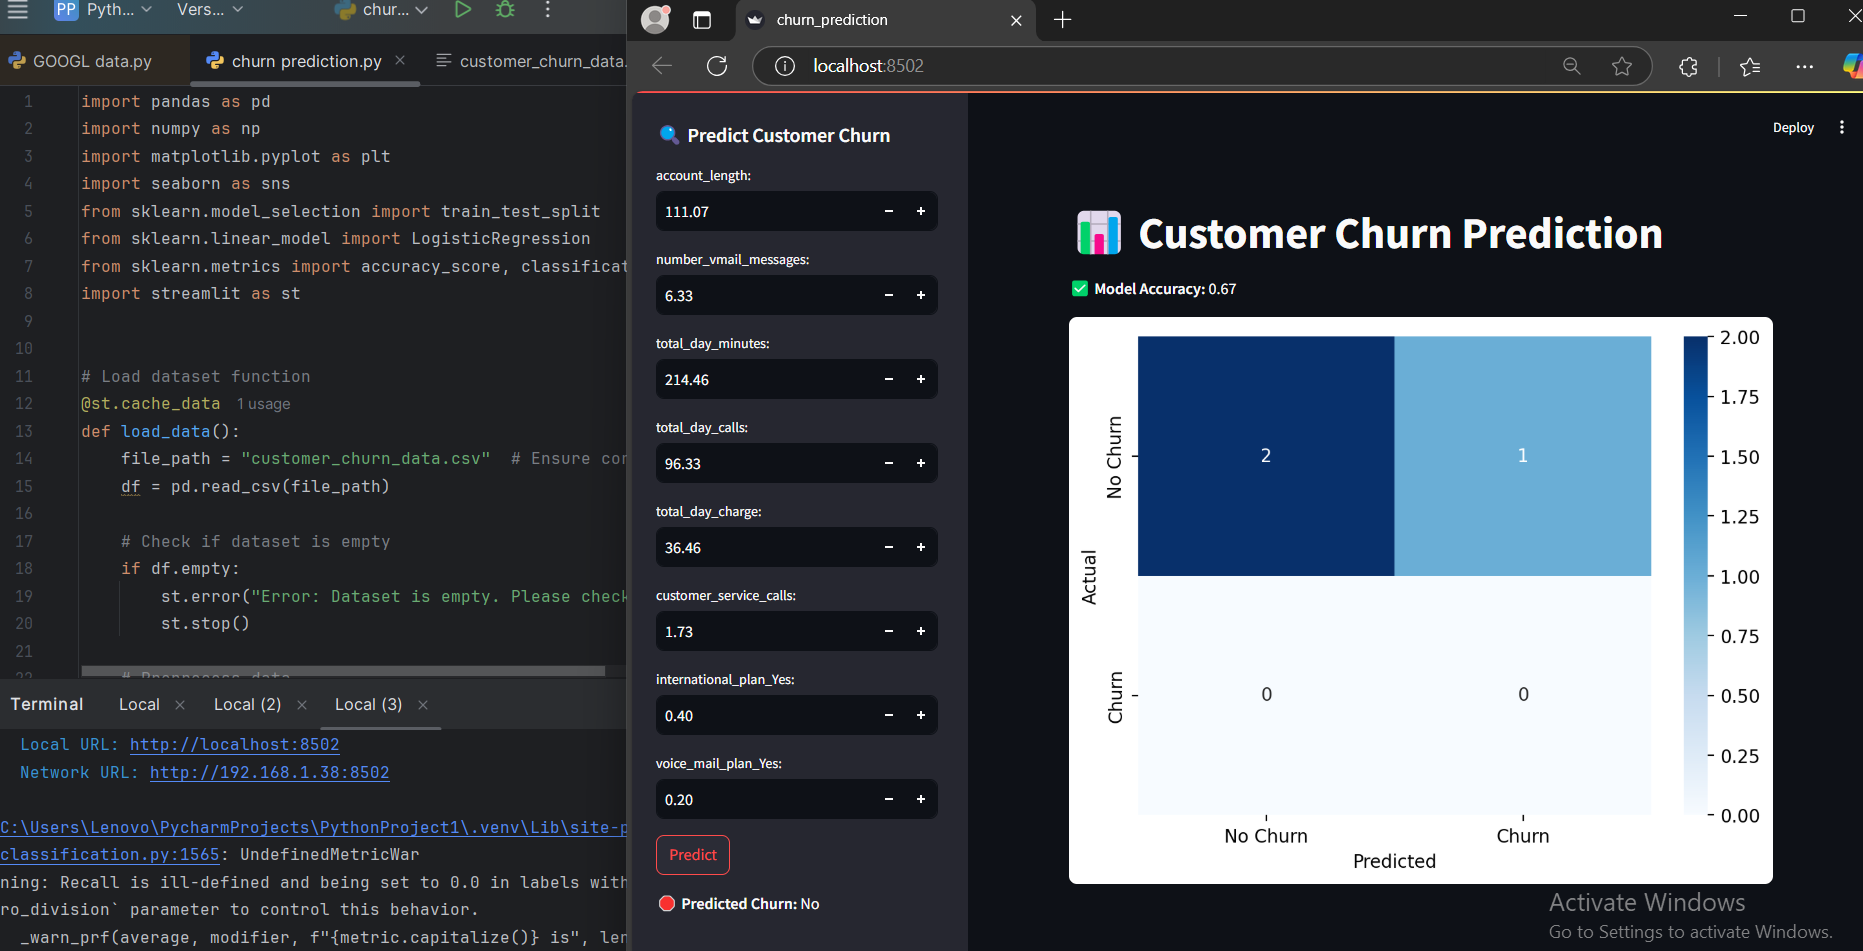 PP Pyth... Vers... chur...
GOOGL data.py churn prediction.py customer_churn_data.
1 import pandas as pd
2 import numpy as np
3 import matplotlib.pyplot as plt
4 import seaborn as sns
5 from sklearn.model_selection import train_test_split
6 from sklearn.linear_model import LogisticRegression
7 from sklearn.metrics import accuracy_score, classificat
8 import streamlit as st
9
10
11 # Load dataset function
12 @st.cache_data 1 usage
13 def load_data():
14 file_path = "customer_churn_data.csv" # Ensure cor
15 df = pd.read_csv(file_path)
16
17 # Check if dataset is empty
18 if df.empty:
19 st.error("Error: Dataset is empty. Please check
20 st.stop()
21
22 # Preprocess data
Terminal Local Local (2) Local (3)
Local URL: http://localhost:8502
Network URL: http://192.168.1.38:8502
C:\Users\Lenovo\PycharmProjects\PythonProject1\.venv\Lib\site-p
classification.py:1565: UndefinedMetricWar
ning: Recall is ill-defined and being set to 0.0 in labels with
ro_division` parameter to control this behavior.
_warn_prf(average, modifier, f"{metric.capitalize()} is", len
churn_prediction
localhost:8502
Predict Customer Churn
account_length:
111.07 − +
number_vmail_messages:
6.33 − +
total_day_minutes:
214.46 − +
total_day_calls:
96.33 − +
total_day_charge:
36.46 − +
customer_service_calls:
1.73 − +
international_plan_Yes:
0.40 − +
voice_mail_plan_Yes:
0.20 − +
Predict
Predicted Churn: No
Deploy
Customer Churn Prediction
Model Accuracy: 0.67
Actual
No Churn
Churn
2 1
0 0
No Churn Churn
Predicted
2.00
1.75
1.50
1.25
1.00
0.75
0.50
0.25
0.00
Activate Windows
Go to Settings to activate Windows.